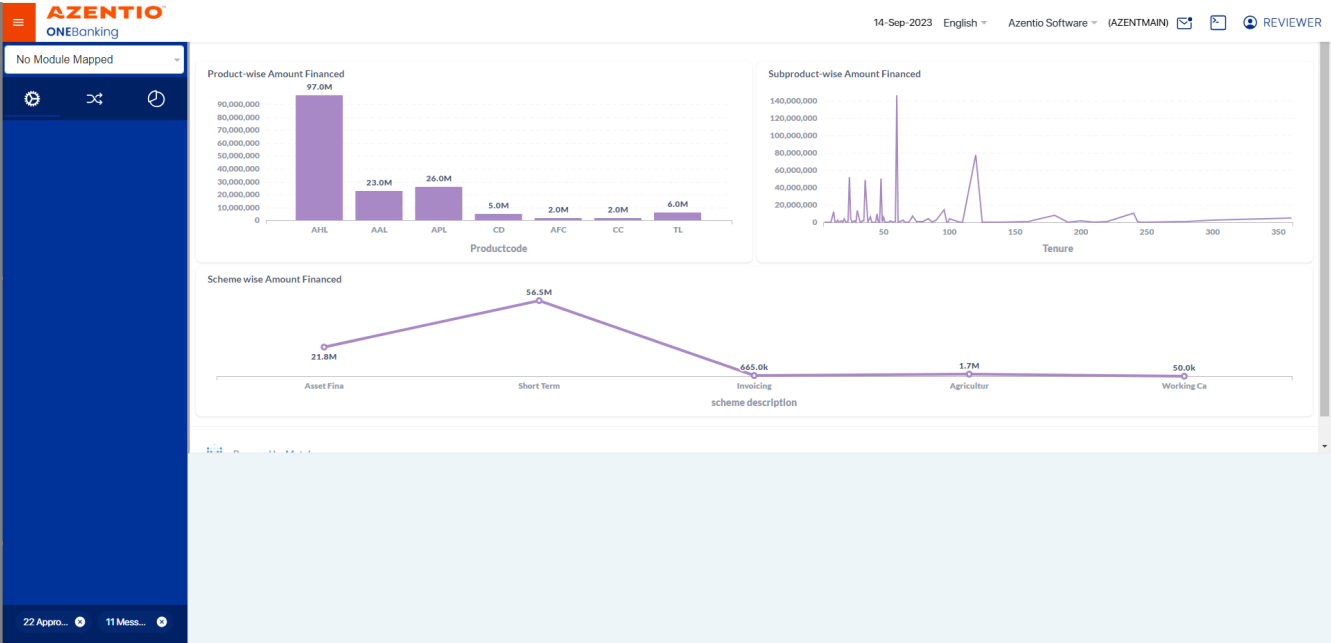 AZENTIO
ONEBanking
14-Sep-2023 English Azentio Software (AZENTMAIN) REVIEWER
No Module Mapped
Product-wise Amount Financed
97.0M
90,000,000
80,000,000
70,000,000
60,000,000
50,000,000
40,000,000
30,000,000
20,000,000
10,000,000
0
23.0M
26.0M
5.0M
2.0M
2.0M
6.0M
AHL AAL APL CD AFC CC TL
Productcode
Subproduct-wise Amount Financed
140,000,000
120,000,000
100,000,000
80,000,000
60,000,000
40,000,000
20,000,000
0
50 100 150 200 250 300 350
Tenure
Scheme wise Amount Financed
56.5M
21.8M
665.0k
1.7M
50.0k
Asset Fina Short Term Invoicing Agricultur Working Ca
scheme description
22 Appro... 11 Mess...